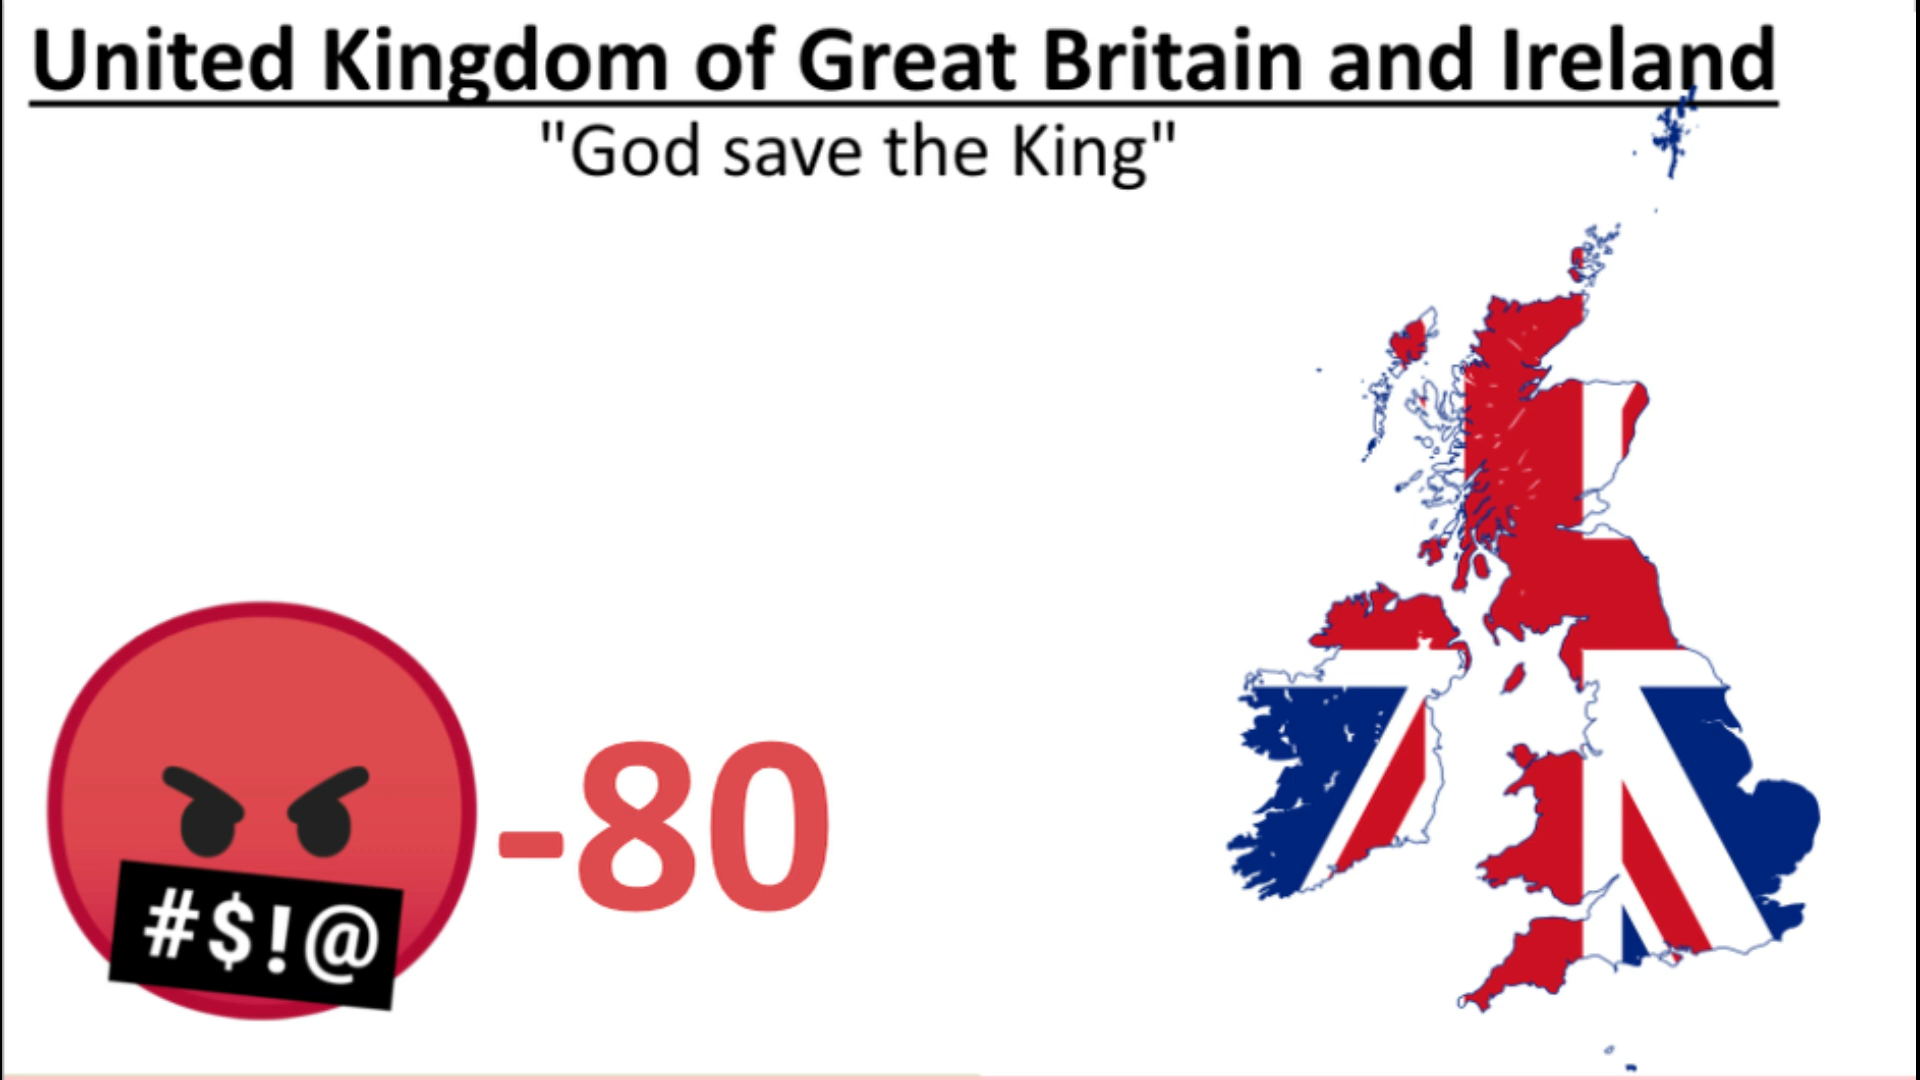 United Kingdom of Great Britain and Ireland
"God save the King"
-80
#$!@